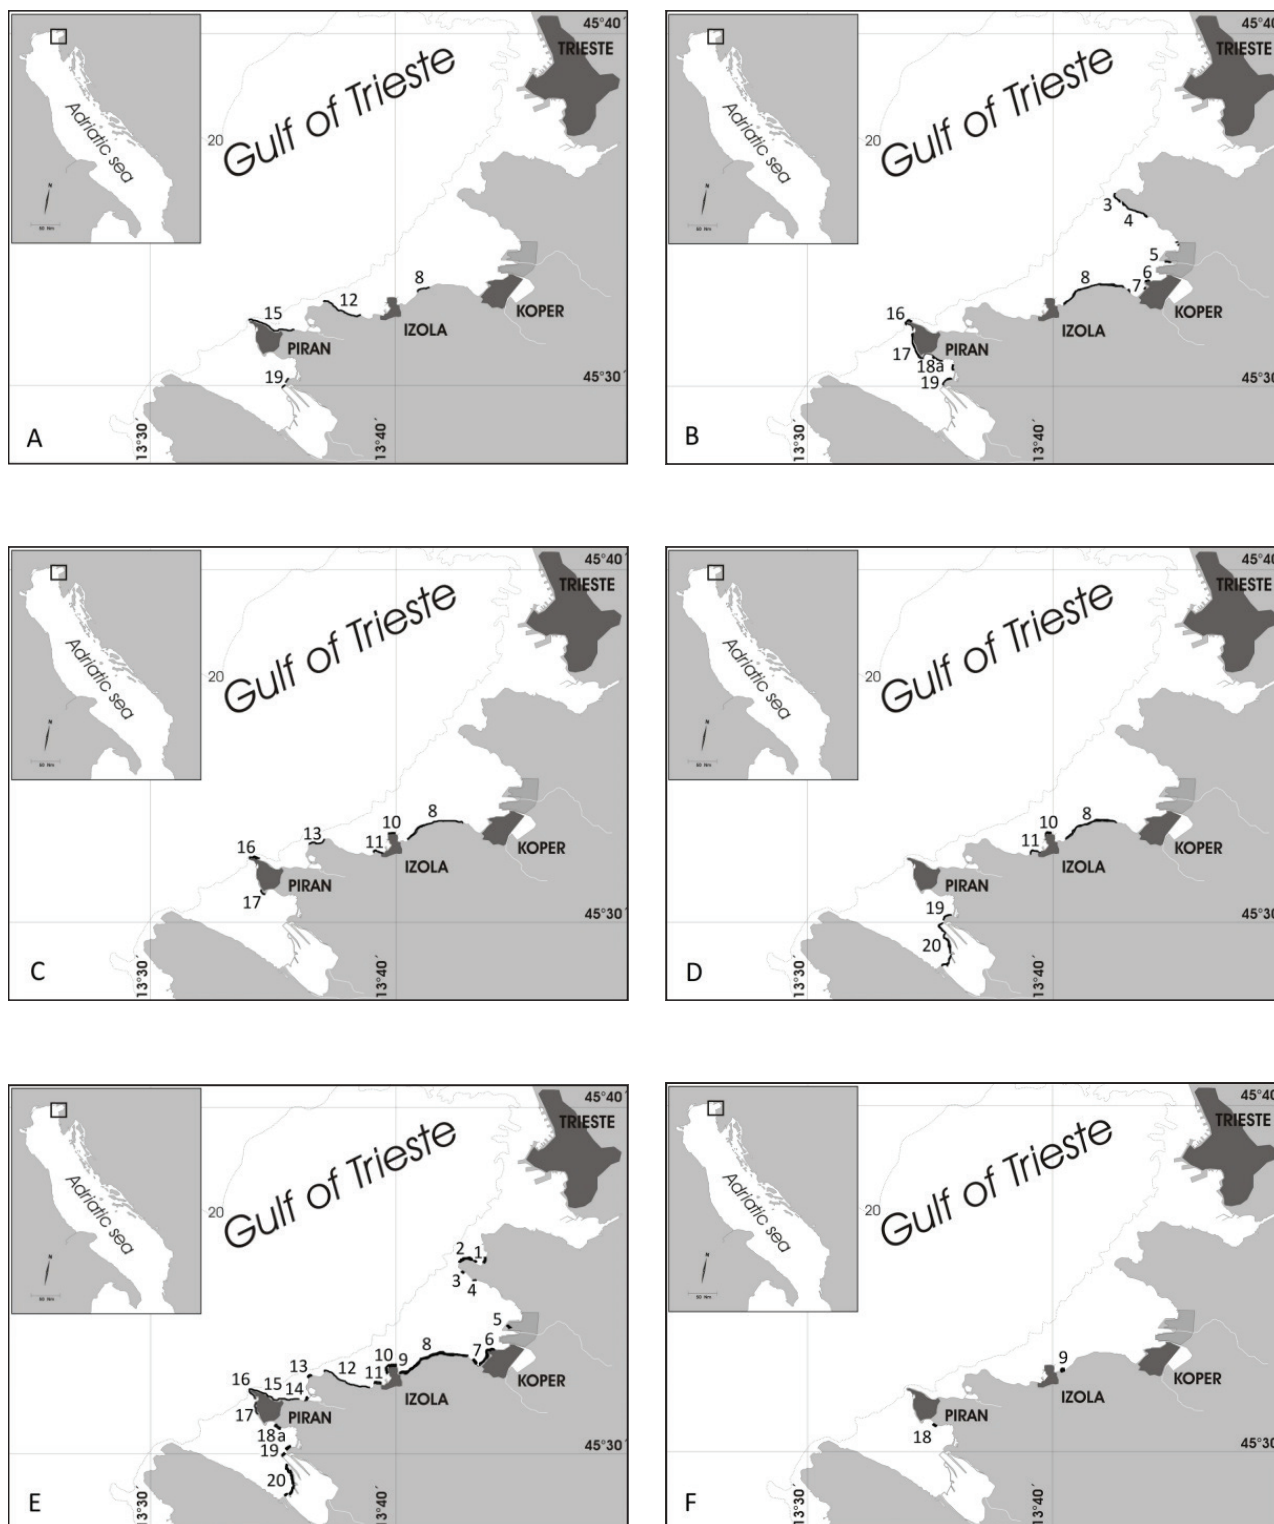 45°40´
TRIESTE
Gulf of Trieste
Adriatic sea
N
20
8
12
15
KOPER
IZOLA
PIRAN
19
45°30´
13°30´
13°40´
A
45°40´
TRIESTE
Gulf of Trieste
Adriatic sea
N
20
3
4
5
6
8
7
16
KOPER
IZOLA
PIRAN
17
18a
19
45°30´
13°30´
13°40´
B
45°40´
TRIESTE
Gulf of Trieste
Adriatic sea
N
20
8
10
13
11
16
KOPER
IZOLA
PIRAN
17
45°30´
13°30´
13°40´
C
45°40´
TRIESTE
Gulf of Trieste
Adriatic sea
N
20
8
10
11
KOPER
IZOLA
PIRAN
19
20
45°30´
13°30´
13°40´
D
45°40´
TRIESTE
Gulf of Trieste
Adriatic sea
N
20
2
1
3
4
5
6
8
7
10
9
12
13
11
16
15
14
KOPER
IZOLA
17
PIRAN
18a
19
20
45°30´
13°30´
13°40´
E
45°40´
TRIESTE
Gulf of Trieste
Adriatic sea
N
20
9
KOPER
IZOLA
PIRAN
18
45°30´
13°30´
13°40´
F